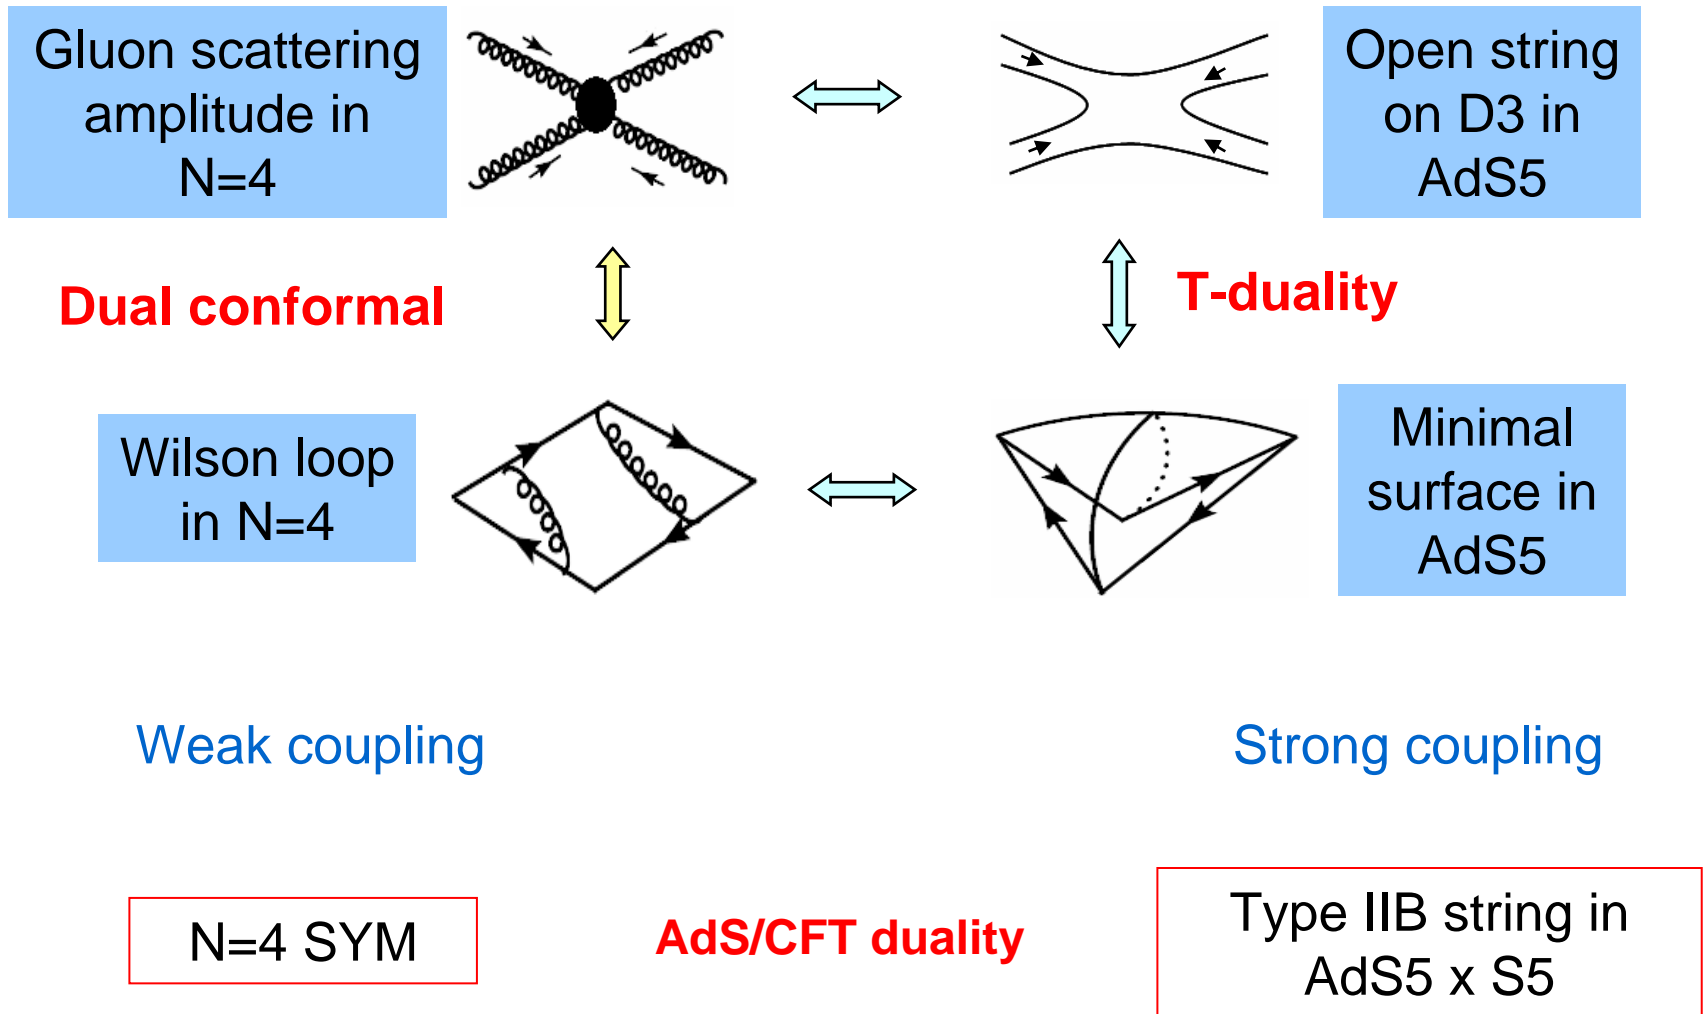 Gluon scattering
amplitude in
N=4
Open string
on D3 in
AdS5
Dual conformal
T-duality
Wilson loop
in N=4
Minimal
surface in
AdS5
Weak coupling
Strong coupling
N=4 SYM
AdS/CFT duality
Type IIB string in
AdS5 x S5